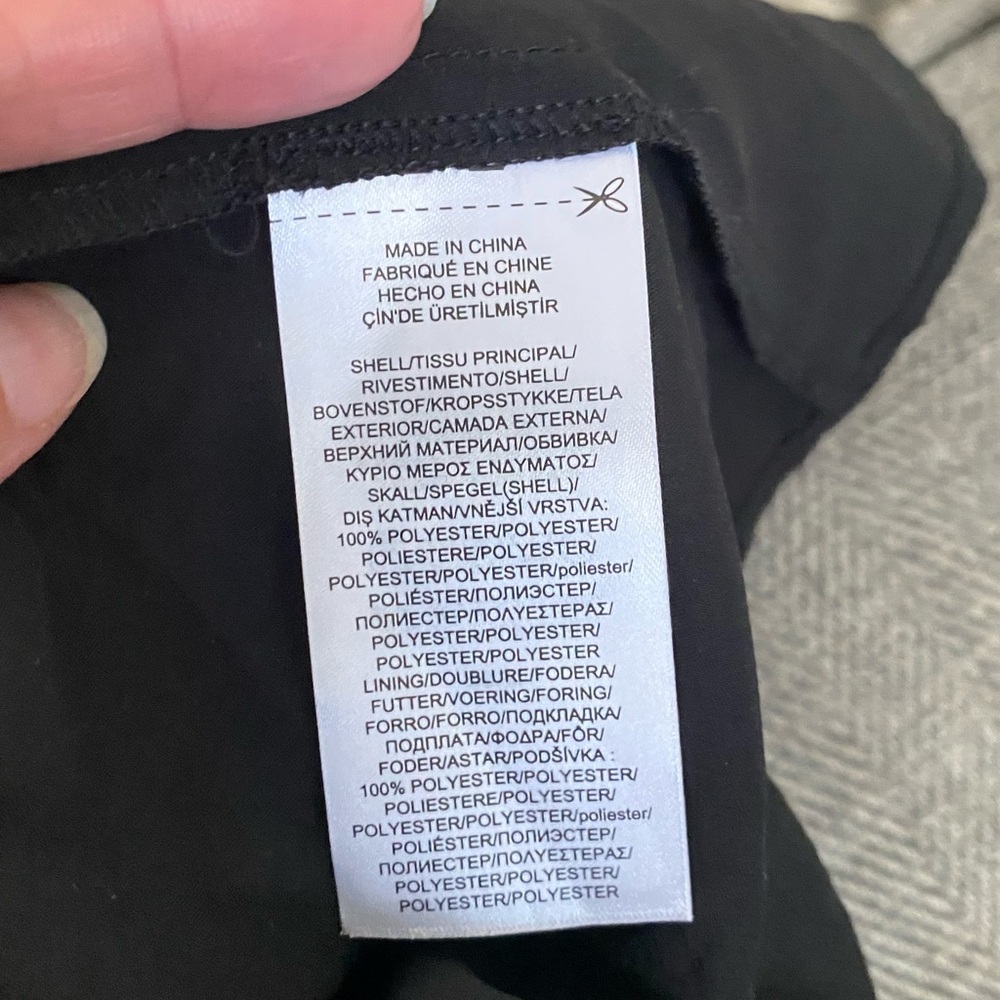 MADE IN CHINA
FABRIQUÉ EN CHINE
HECHO EN CHINA
ÇİN'DE ÜRETİLMİŞTİR
SHELL/TISSU PRINCIPAL/
RIVESTIMENTO/SHELL/
BOVENSTOF/KROPSSTYKKE/TELA
EXTERIOR/CAMADA EXTERNA/
ВЕРХНИЙ МАТЕРИАЛ/ОБВИВКА/
ΚΥΡΙΟ ΜΕΡΟΣ ΕΝΔΥΜΑΤΟΣ/
SKALL/SPEGEL(SHELL)/
DIŞ KATMAN/VNĚJŠÍ VRSTVA:
100% POLYESTER/POLYESTER/
POLIESTERE/POLYESTER/
POLYESTER/POLYESTER/poliester/
POLIÉSTER/ПОЛИЭСТЕР/
ПОЛИЕСТЕР/ΠΟΛΥΕΣΤΕΡΑΣ/
POLYESTER/POLYESTER/
POLYESTER/POLYESTER
LINING/DOUBLURE/FODERA/
FUTTER/VOERING/FORING/
FORRO/FORRO/ПОДКЛАДКА/
ПОДПЛАТА/ΦΟΔΡΑ/FÔR/
FODER/ASTAR/PODŠÍVKA :
100% POLYESTER/POLYESTER/
POLIESTERE/POLYESTER/
POLYESTER/POLYESTER/poliester/
POLIÉSTER/ПОЛИЭСТЕР/
ПОЛИЕСТЕР/ΠΟΛΥΕΣΤΕΡΑΣ/
POLYESTER/POLYESTER/
POLYESTER/POLYESTER